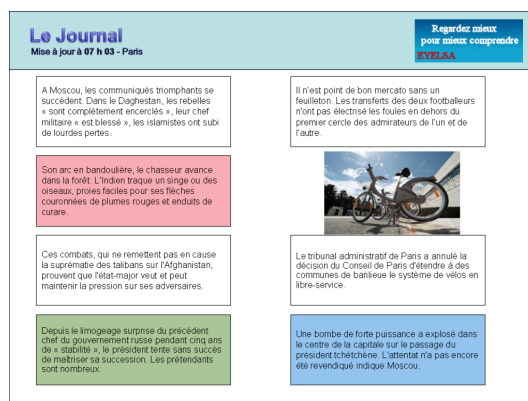 Le Journal
Mise à jour à 07 h 03 - Paris
Regardez mieux
pour mieux comprendre
EYELSA
A Moscou, les communiqués triomphants se
succèdent. Dans le Daghestan, les rebelles
« sont complètement encerclés », leur chef
militaire « est blessé », les islamistes ont subi
de lourdes pertes.
Son arc en bandoulière, le chasseur avance
dans la forêt. L'Indien traque un singe ou des
oiseaux, proies faciles pour ses flèches
couronnées de plumes rouges et enduits de
curare.
Ces combats, qui ne remettent pas en cause
la suprématie des talibans sur l'Afghanistan,
prouvent que l'état-major veut et peut
maintenir la pression sur ses adversaires.
Depuis le limogeage surprise du précédent
chef du gouvernement russe pendant cinq ans
de « stabilité », le président tente sans succès
de maîtriser sa succession. Les prétendants
sont nombreux.
Il n'est point de bon mercato sans un
feuilleton. Les transferts des deux footballeurs
n'ont pas électrisé les foules en dehors du
premier cercle des admirateurs de l'un et de
l'autre.
Le tribunal administratif de Paris a annulé la
décision du Conseil de Paris d'étendre à des
communes de banlieue le système de vélos en
libre-service.
Une bombe de forte puissance a explosé dans
le centre de la capitale sur le passage du
président tchétchène. L'attentat n'a pas encore
été revendiqué indique Moscou.